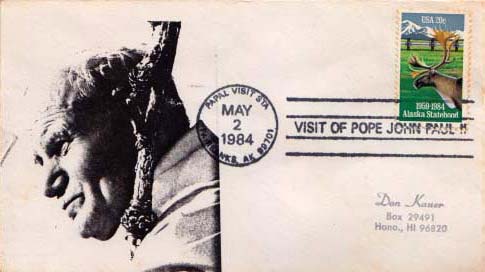 USA 20c
1959-1984
Alaska Statehood
PAPAL VISIT STA
MAY
2
1984
FAIRBANKS, AK 99701
VISIT OF POPE JOHN PAUL II
Don Kauer
Box 29491
Hono., HI 96820